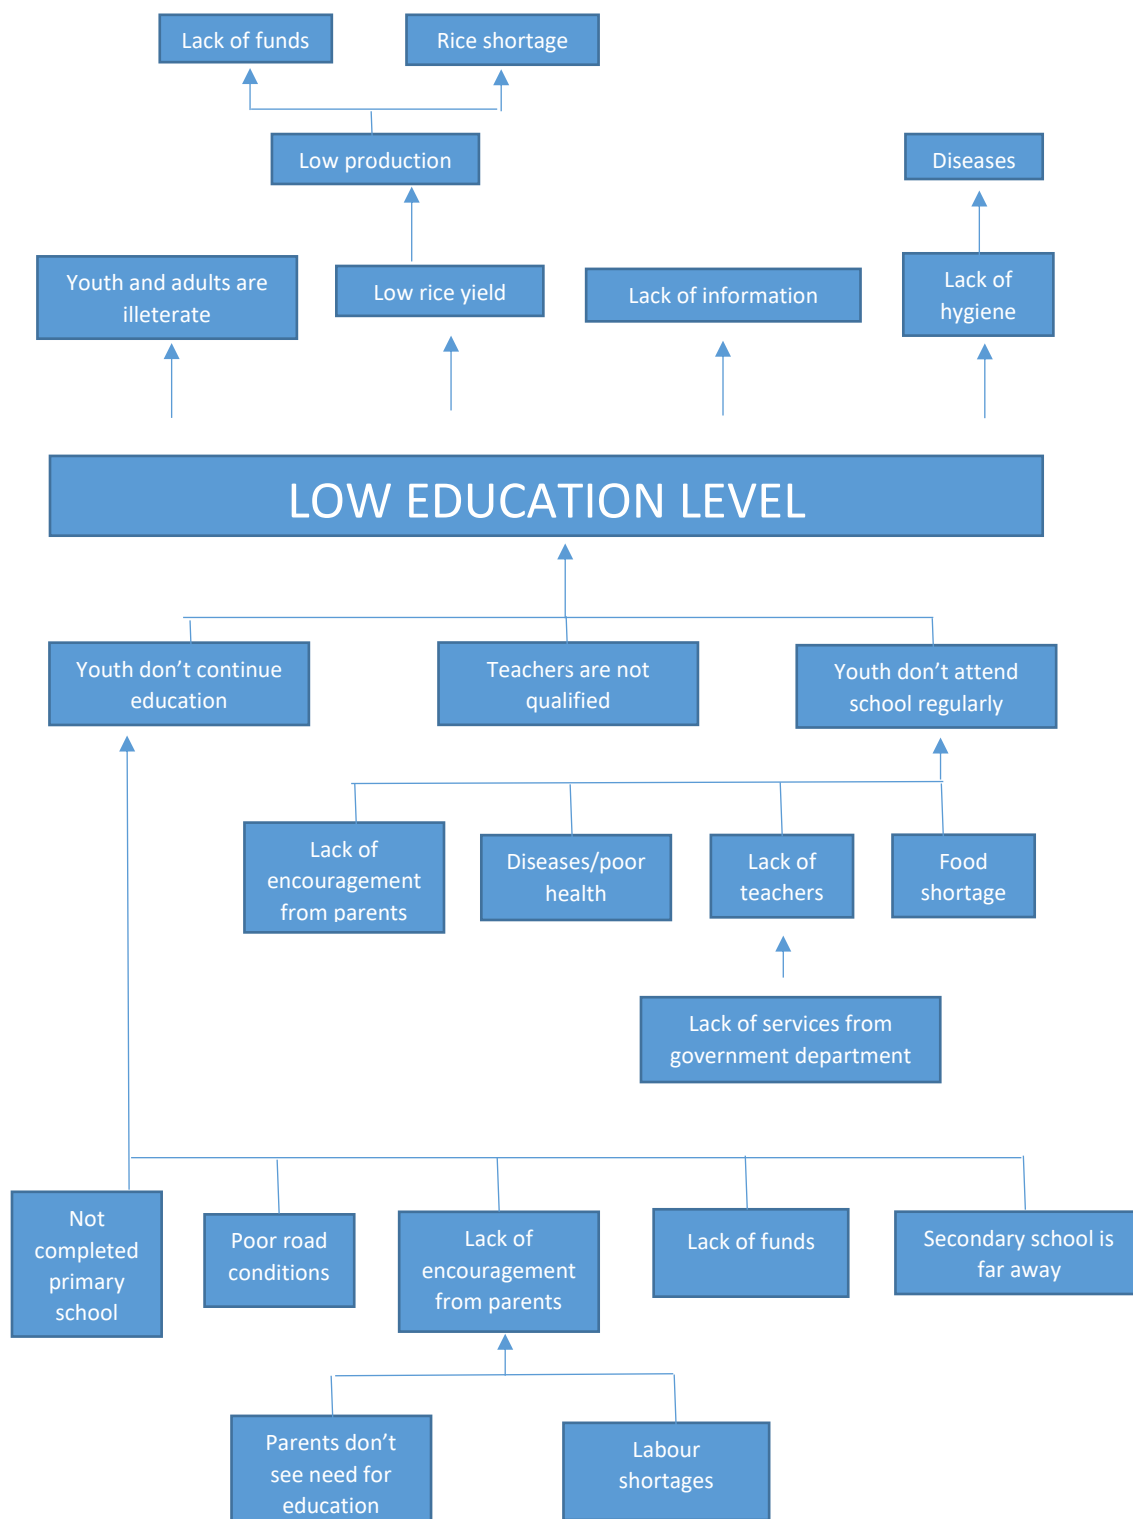 Lack of funds
Rice shortage
Low production
Diseases
Youth and adults are
illeterate
Low rice yield
Lack of information
Lack of
hygiene
LOW EDUCATION LEVEL
Youth don’t continue
education
Teachers are not
qualified
Youth don’t attend
school regularly
Lack of
encouragement
from parents
Diseases/poor
health
Lack of
teachers
Food
shortage
Lack of services from
government department
Not
completed
primary
school
Poor road
conditions
Lack of
encouragement
from parents
Lack of funds
Secondary school is
far away
Parents don’t
see need for
education
Labour
shortages